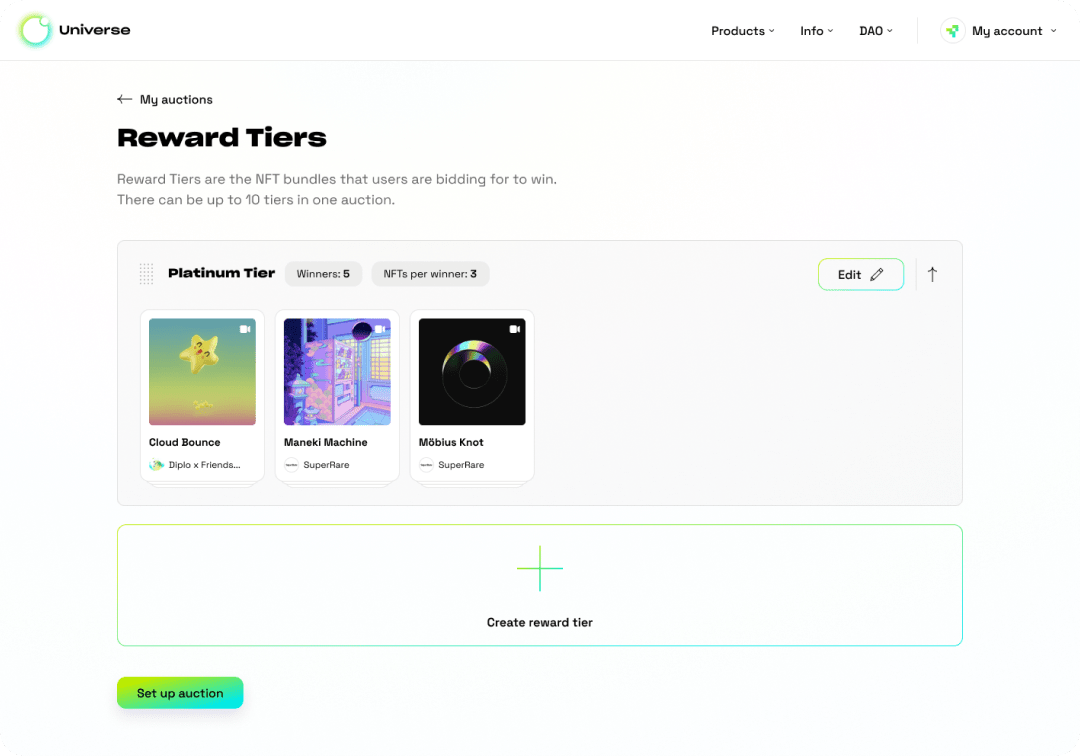 Universe
Products
Info
DAO
My account
My auctions
Reward Tiers
Reward Tiers are the NFT bundles that users are bidding for to win.
There can be up to 10 tiers in one auction.
Platinum Tier
Winners: 5
NFTs per winner: 3
Edit
Cloud Bounce
Diplo x Friends...
Maneki Machine
SuperRare
Möbius Knot
SuperRare
Create reward tier
Set up auction